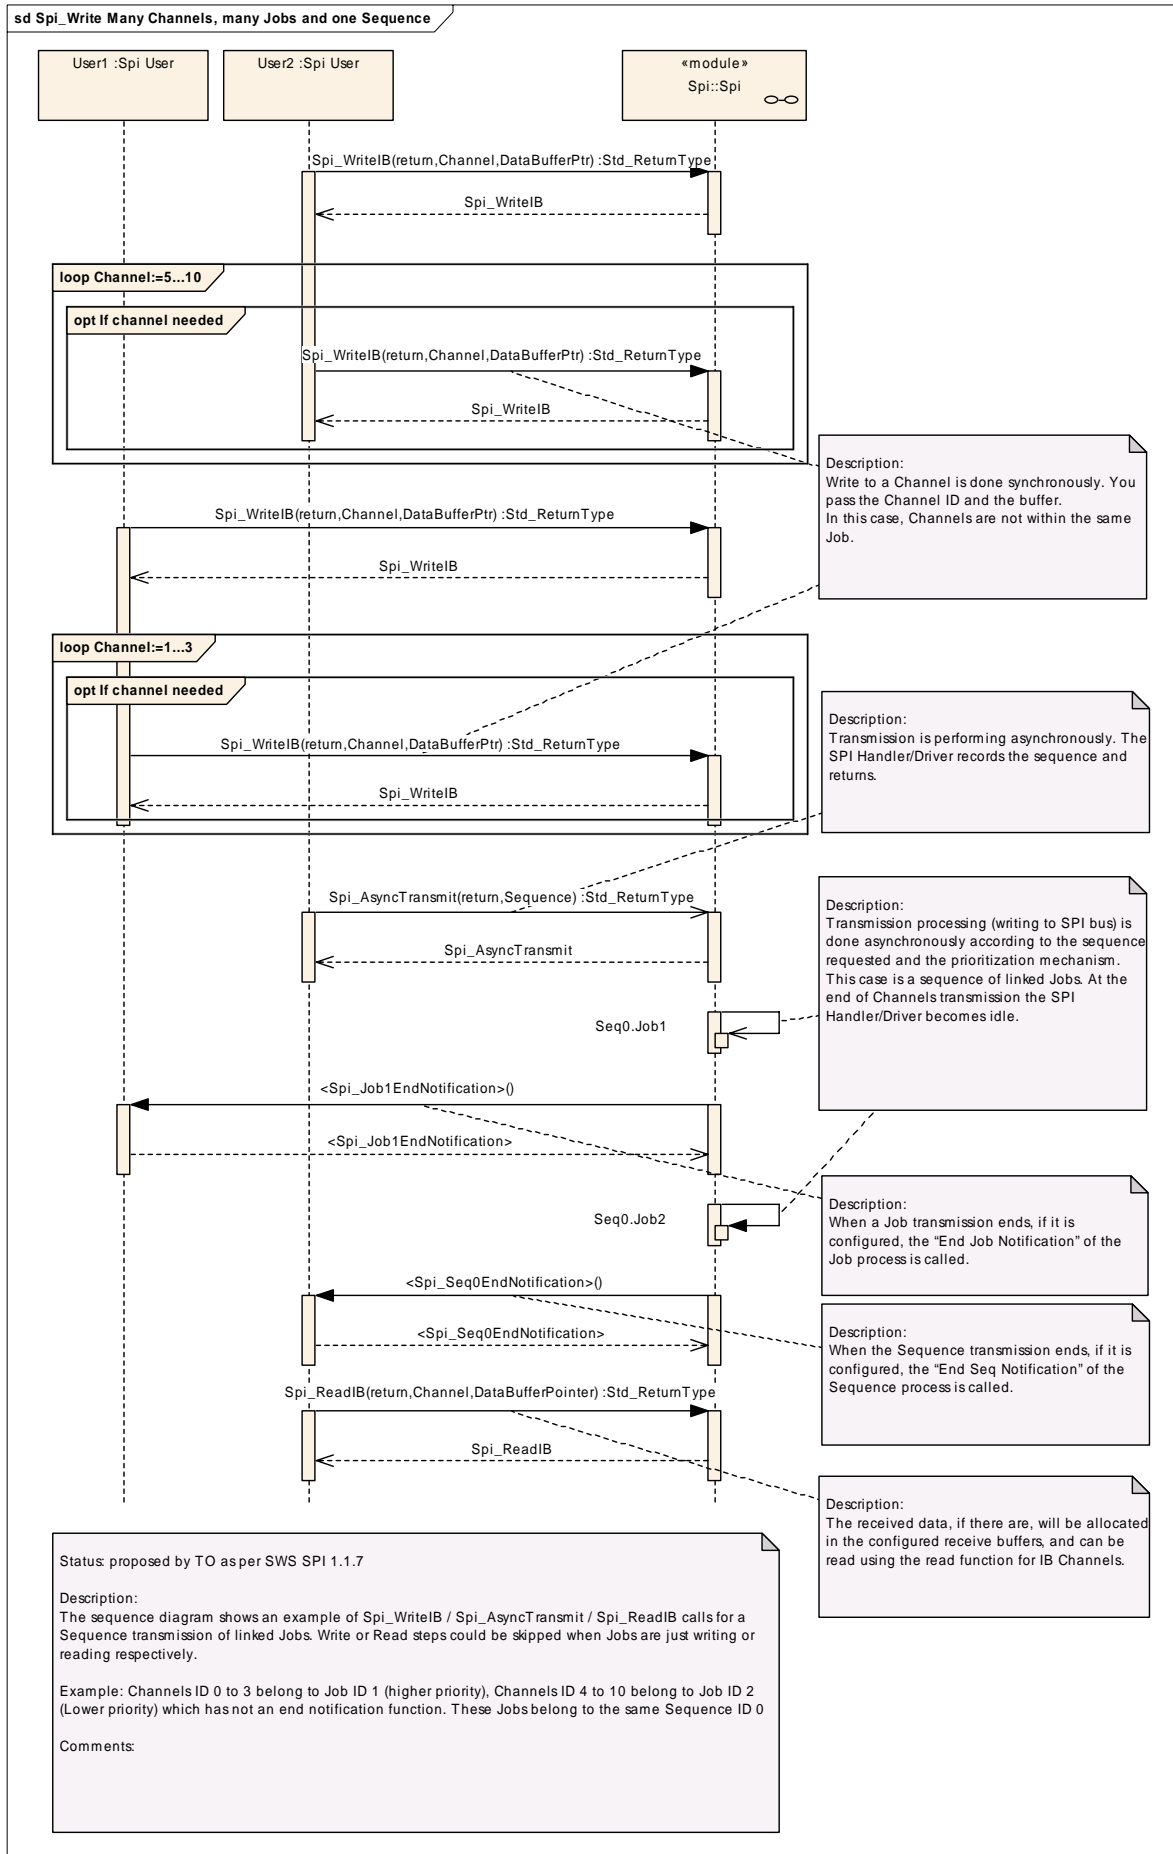 sd Spi_Write Many Channels, many Jobs and one Sequence
User1 :Spi User
User2 :Spi User
«module»
Spi::Spi
Spi_WriteIB(return,Channel,DataBufferPtr) :Std_ReturnType
Spi_WriteIB
loop Channel:=5...10
opt If channel needed
Spi_WriteIB(return,Channel,DataBufferPtr) :Std_ReturnType
Spi_WriteIB
Description:
Write to a Channel is done synchronously. You
pass the Channel ID and the buffer.
In this case, Channels are not within the same
Job.
Spi_WriteIB(return,Channel,DataBufferPtr) :Std_ReturnType
Spi_WriteIB
loop Channel:=1...3
opt If channel needed
Spi_WriteIB(return,Channel,DataBufferPtr) :Std_ReturnType
Spi_WriteIB
Description:
Transmission is performing asynchronously. The
SPI Handler/Driver records the sequence and
returns.
Spi_AsyncTransmit(return,Sequence) :Std_ReturnType
Spi_AsyncTransmit
Description:
Transmission processing (writing to SPI bus) is
done asynchronously according to the sequence
requested and the prioritization mechanism.
This case is a sequence of linked Jobs. At the
end of Channels transmission the SPI
Handler/Driver becomes idle.
Seq0.Job1
<Spi_Job1EndNotification>()
<Spi_Job1EndNotification>
Description:
When a Job transmission ends, if it is
configured, the “End Job Notification” of the
Job process is called.
Seq0.Job2
<Spi_Seq0EndNotification>()
<Spi_Seq0EndNotification>
Description:
When the Sequence transmission ends, if it is
configured, the “End Seq Notification” of the
Sequence process is called.
Spi_ReadIB(return,Channel,DataBufferPointer) :Std_ReturnType
Spi_ReadIB
Description:
The received data, if there are, will be allocated
in the configured receive buffers, and can be
read using the read function for IB Channels.
Status: proposed by TO as per SWS SPI 1.1.7
Description:
The sequence diagram shows an example of Spi_WriteIB / Spi_AsyncTransmit / Spi_ReadIB calls for a
Sequence transmission of linked Jobs. Write or Read steps could be skipped when Jobs are just writing or
reading respectively.
Example: Channels ID 0 to 3 belong to Job ID 1 (higher priority), Channels ID 4 to 10 belong to Job ID 2
(Lower priority) which has not an end notification function. These Jobs belong to the same Sequence ID 0
Comments: